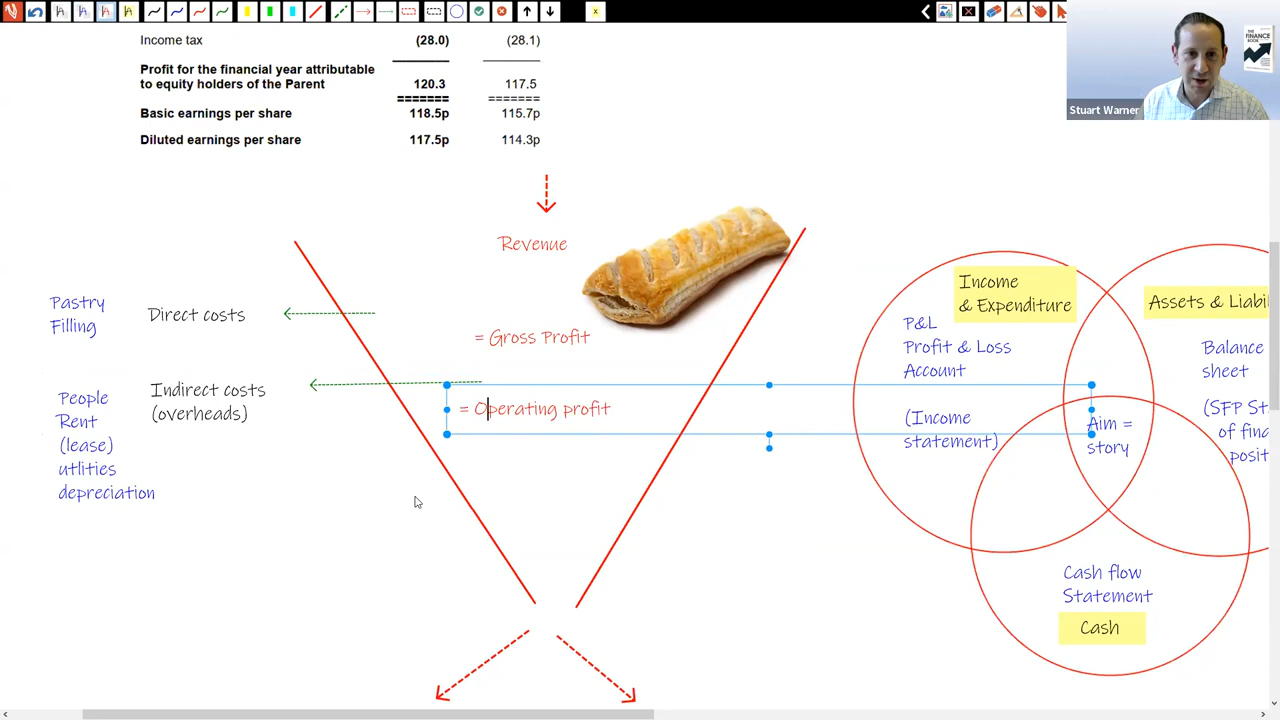 Income tax (28.0) (28.1)
Profit for the financial year attributable
to equity holders of the Parent 120.3 117.5
======= =======
Basic earnings per share 118.5p 115.7p
Diluted earnings per share 117.5p 114.3p
Stuart Warner
THE
FINANCE
BOOK
Revenue
Pastry
Filling
Direct costs
= Gross Profit
People
Rent
(lease)
utlities
depreciation
Indirect costs
(overheads)
= Operating profit
Income
& Expenditure
P&L
Profit & Loss
Account
(Income
statement)
Assets & Liabi
Balance
sheet
(SFP St
of fina
posit
Aim =
story
Cash flow
Statement
Cash